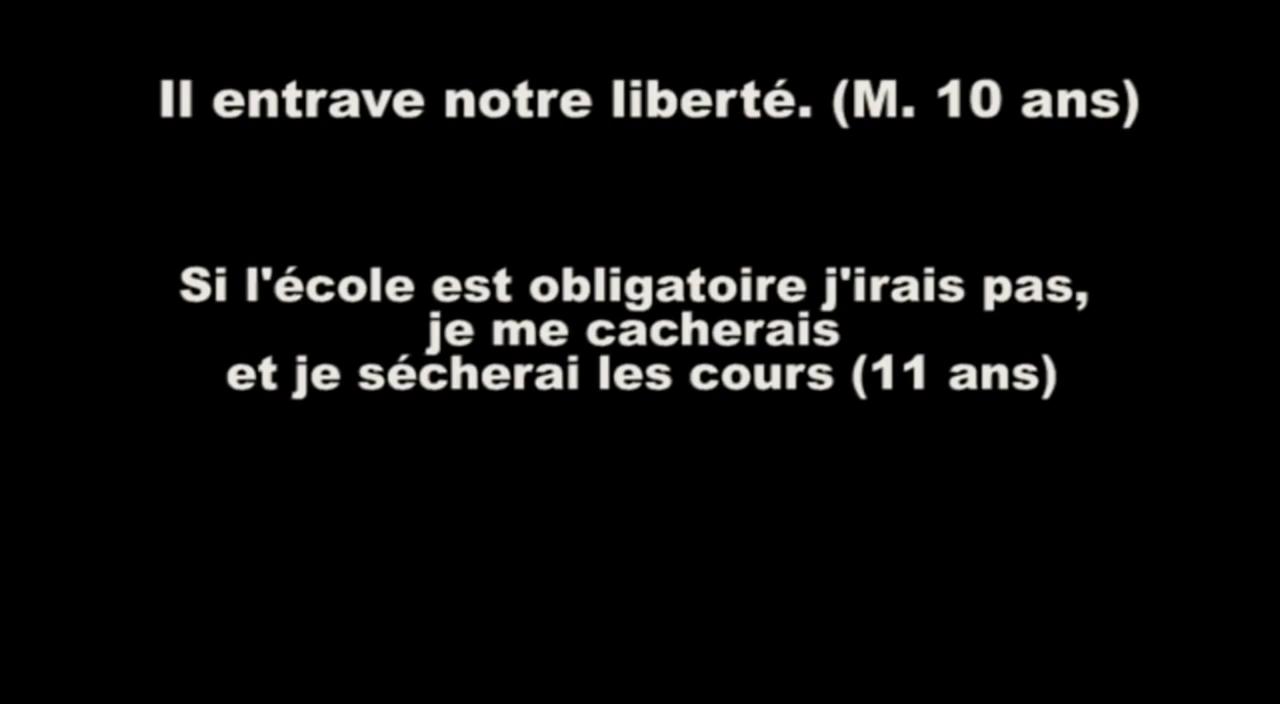 Il entrave notre liberté. (M. 10 ans)
Si l'école est obligatoire j'irais pas,
je me cacherais
et je sécherai les cours (11 ans)